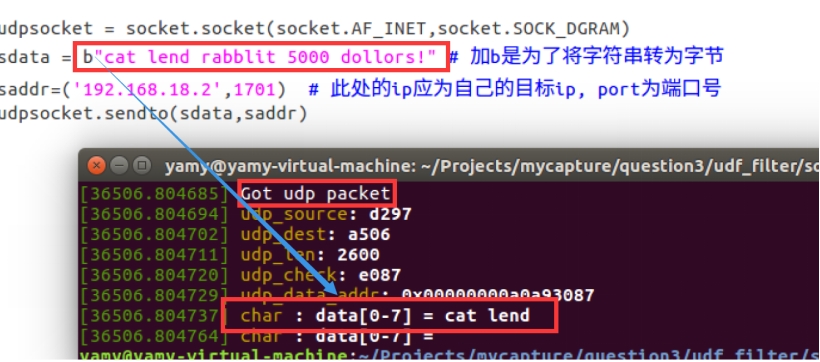 udpsocket = socket.socket(socket.AF_INET,socket.SOCK_DGRAM)
sdata = b"cat lend rabblit 5000 dollors!" # 加b是为了将字符串转为字节
saddr=('192.168.18.2',1701) # 此处的ip应为自己的目标ip, port为端口号
udpsocket.sendto(sdata,saddr)
yamy@yamy-virtual-machine: ~/Projects/mycapture/question3/udf_filter/so
[36506.804685] Got udp packet
[36506.804694] udp_source: d297
[36506.804702] udp_dest: a506
[36506.804711] udp_len: 2600
[36506.804720] udp_check: e087
[36506.804729] udp_data_addr: 0x00000000a0a93087
[36506.804737] char : data[0-7] = cat lend
[36506.804764] char : data[0-7] =
yamy@yamy-virtual-machine:~/Projects/mycapture/question3/udf_filter/s